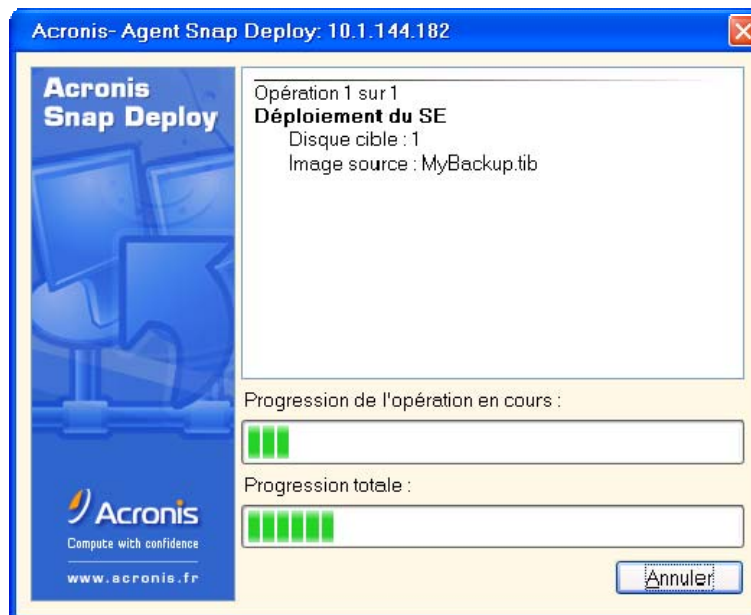 Acronis- Agent Snap Deploy: 10.1.144.182
Acronis
Snap Deploy
Opération 1 sur 1
Déploiement du SE
Disque cible : 1
Image source : MyBackup.tib
Progression de l'opération en cours :
Progression totale :
Acronis
Compute with confidence
www.acronis.fr
Annuler